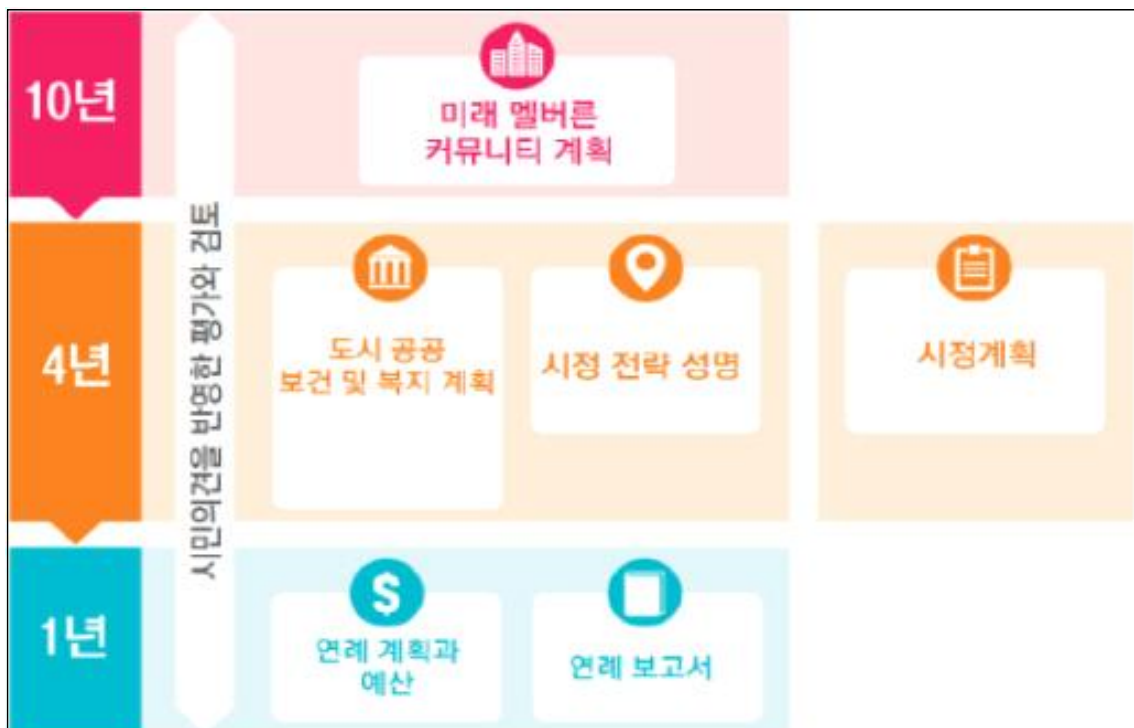 10년
미래 멜버른
커뮤니티 계획
시민의견을 반영한 평가와 검토
4년
도시 공공
보건 및 복지 계획
시정 전략 성명
시정계획
1년
$
연례 계획과
예산
연례 보고서